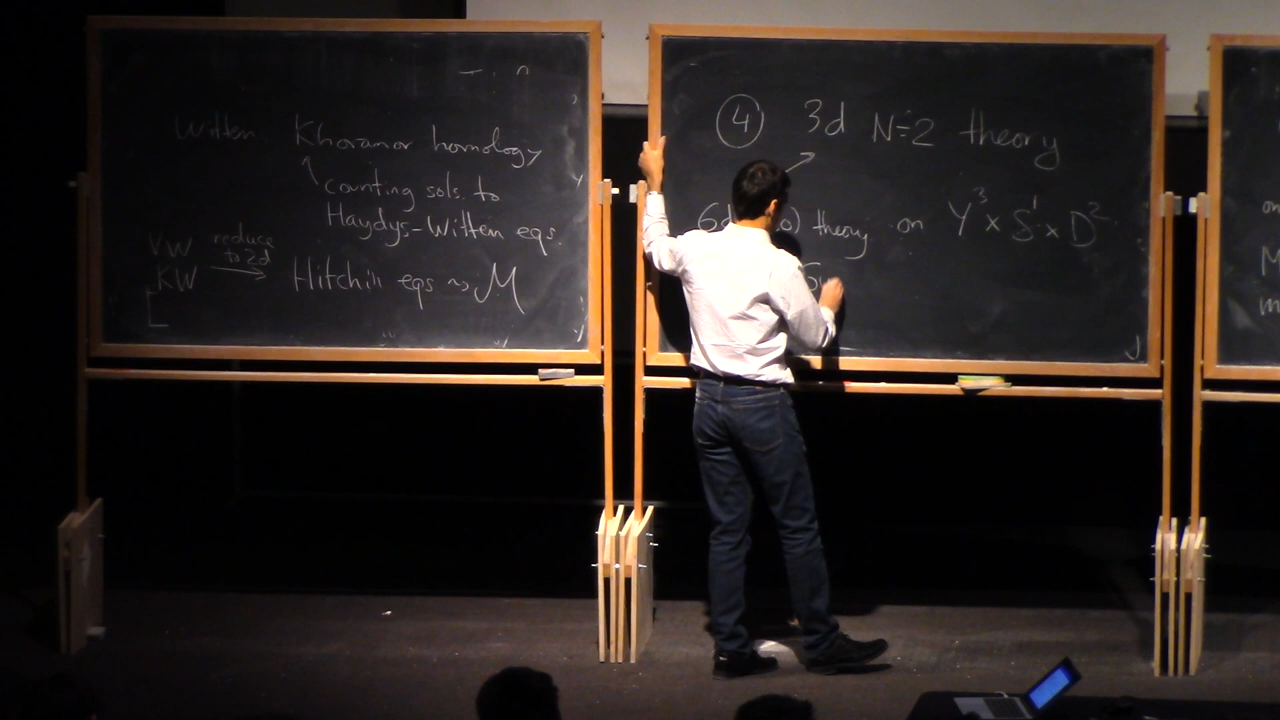 Witten Khovanov homology
counting sols. to
Haydys-Witten eqs.
VW reduce to 2d
KW → Hitchin eqs ⇝ M
④ 3d N=2 theory
6d theory on Y³ × S¹ × D²